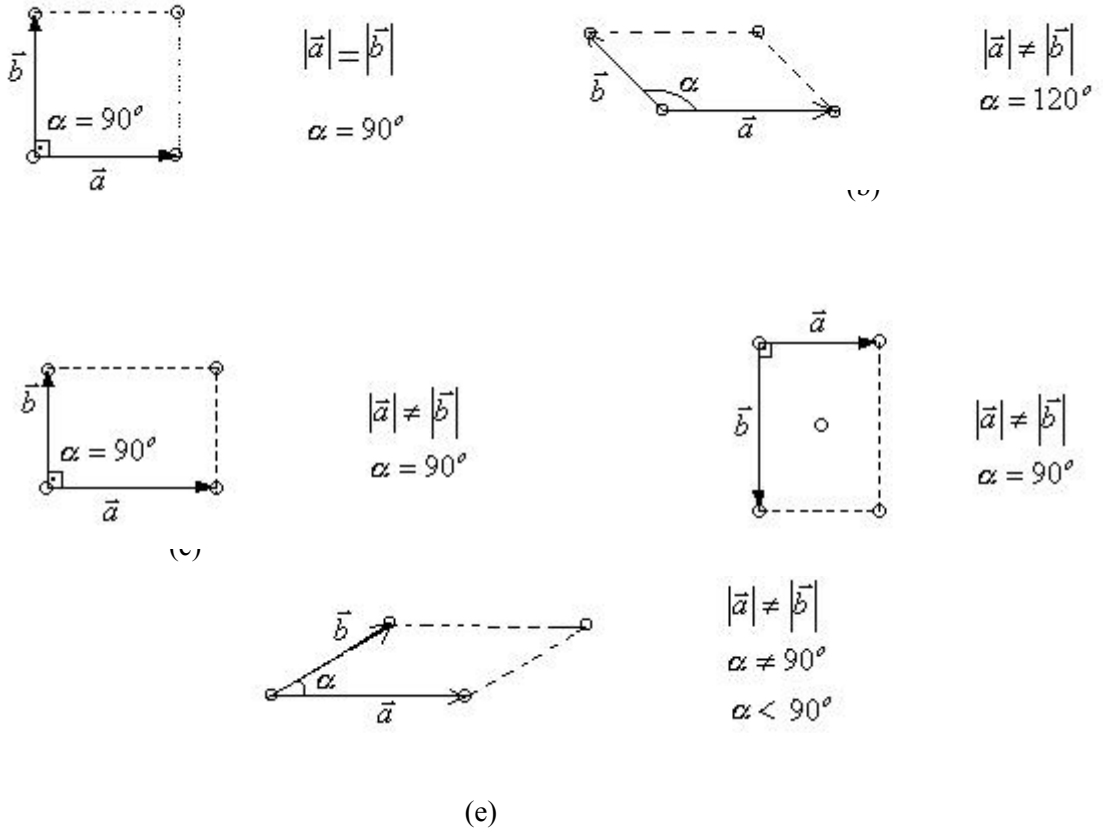 |a⃗| = |b⃗|
b⃗
α = 90°
α = 90°
a⃗
|a⃗| ≠ |b⃗|
α = 120°
b⃗
α
a⃗
b⃗
α = 90°
a⃗
|a⃗| ≠ |b⃗|
α = 90°
a⃗
b⃗
|a⃗| ≠ |b⃗|
α = 90°
b⃗
α
a⃗
|a⃗| ≠ |b⃗|
α ≠ 90°
α < 90°
(e)